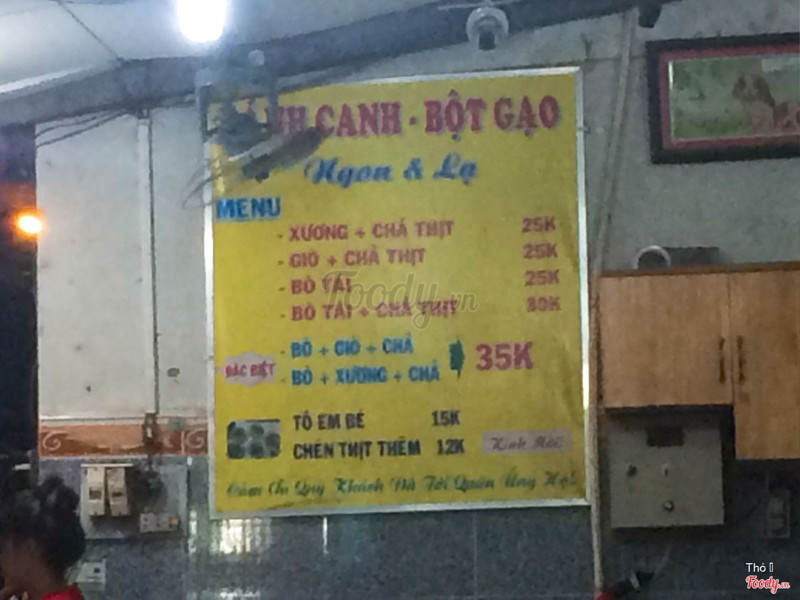 CANH - BỘT GẠO
Ngon & Lạ
MENU
- XƯƠNG + CHẢ THỊT 25K
- GIÒ + CHẢ THỊT 25K
- BÒ TÁI 25K
- BÒ TÁI + CHẢ THỊT 30K
ĐẶC BIỆT
- BÒ + GIÒ + CHẢ
- BÒ + XƯƠNG + CHẢ
35K
TÔ EM BÉ 15K
CHÉN THỊT THÊM 12K
Kính Mời!
Cảm Ơn Quý Khách Đã Tới Quán Ủng Hộ!
Foody.vn
Thỏ
Foody.vn